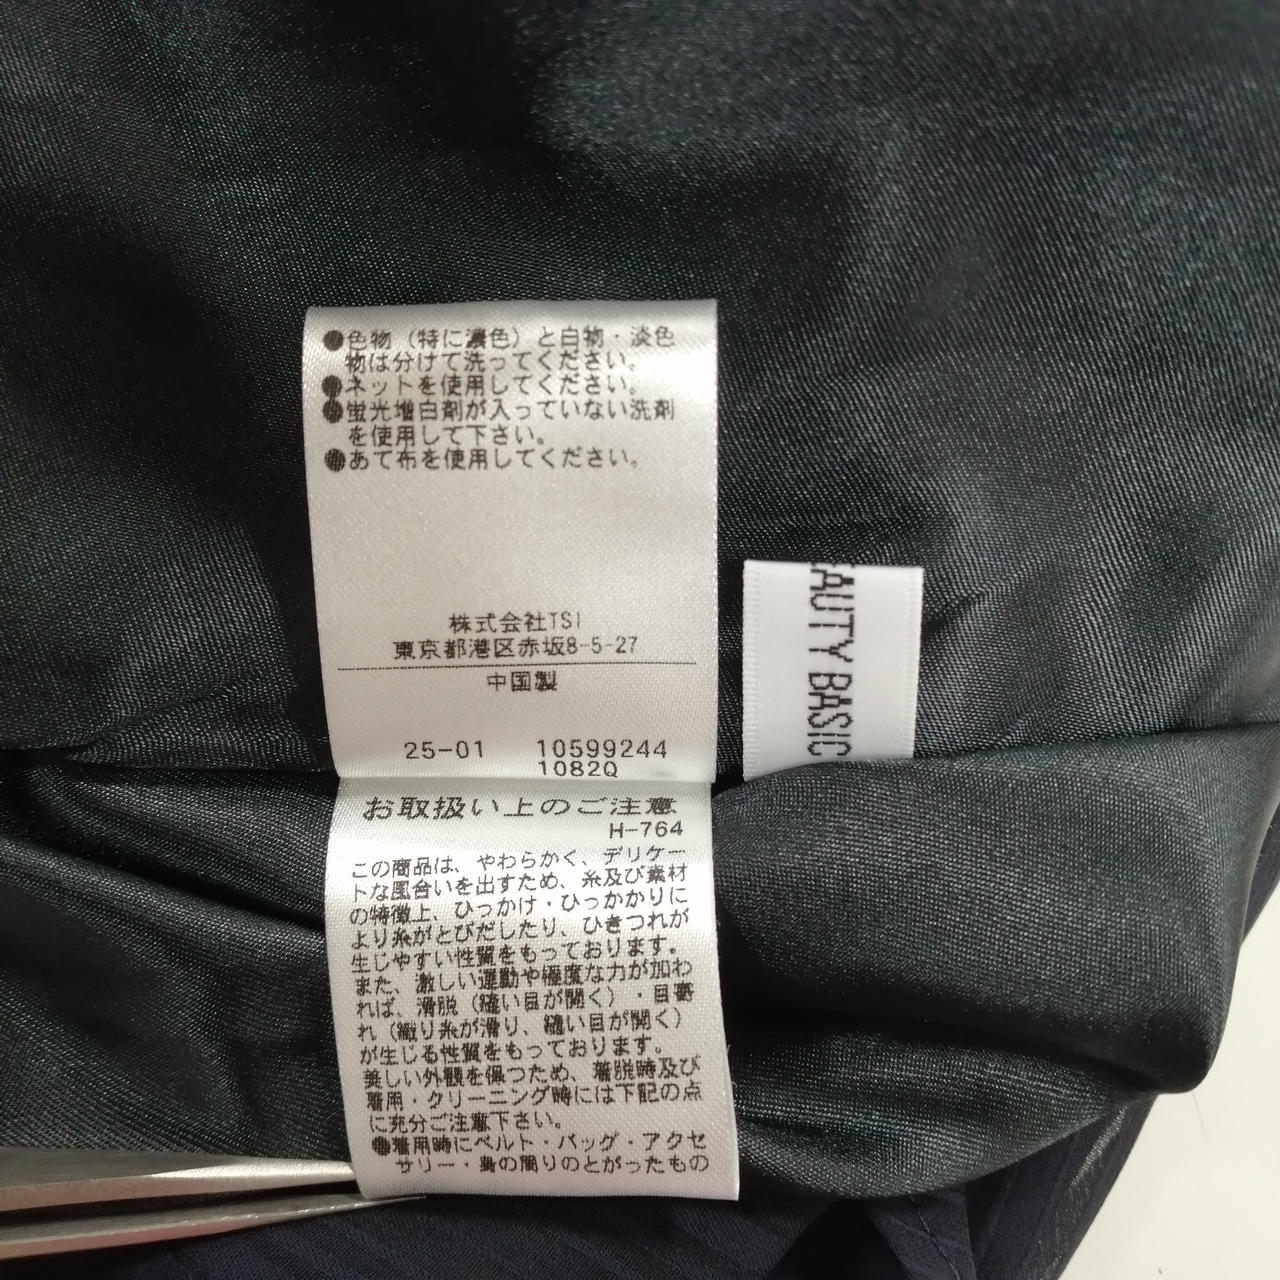 ●色物（特に濃色）と白物・淡色
物は分けて洗ってください。
●ネットを使用してください。
●蛍光増白剤が入っていない洗剤
を使用して下さい。
●あて布を使用してください。
株式会社TSI
東京都港区赤坂8-5-27
中国製
25-01 10599244
1082Q
EAUTY BASIC
お取扱い上のご注意
H-764
この商品は、やわらかく、デリケー
トな風合いを出すため、糸及び素材
の特徴上、ひっかけ・ひっかかりに
より糸がとびだしたり、ひきつれが
生じやすい性質をもっております。
また、激しい運動や極度な力が加わ
れば、滑脱（縫い目が開く）・目寄
れ（織り糸が滑り、縫い目が開く）
が生じる性質をもっております。
美しい外観を保つため、着脱時及び
着用・クリーニング時には下記の点
に充分ご注意下さい。
●着用時にベルト・バッグ・アクセ
サリー・身の周りのとがったもの